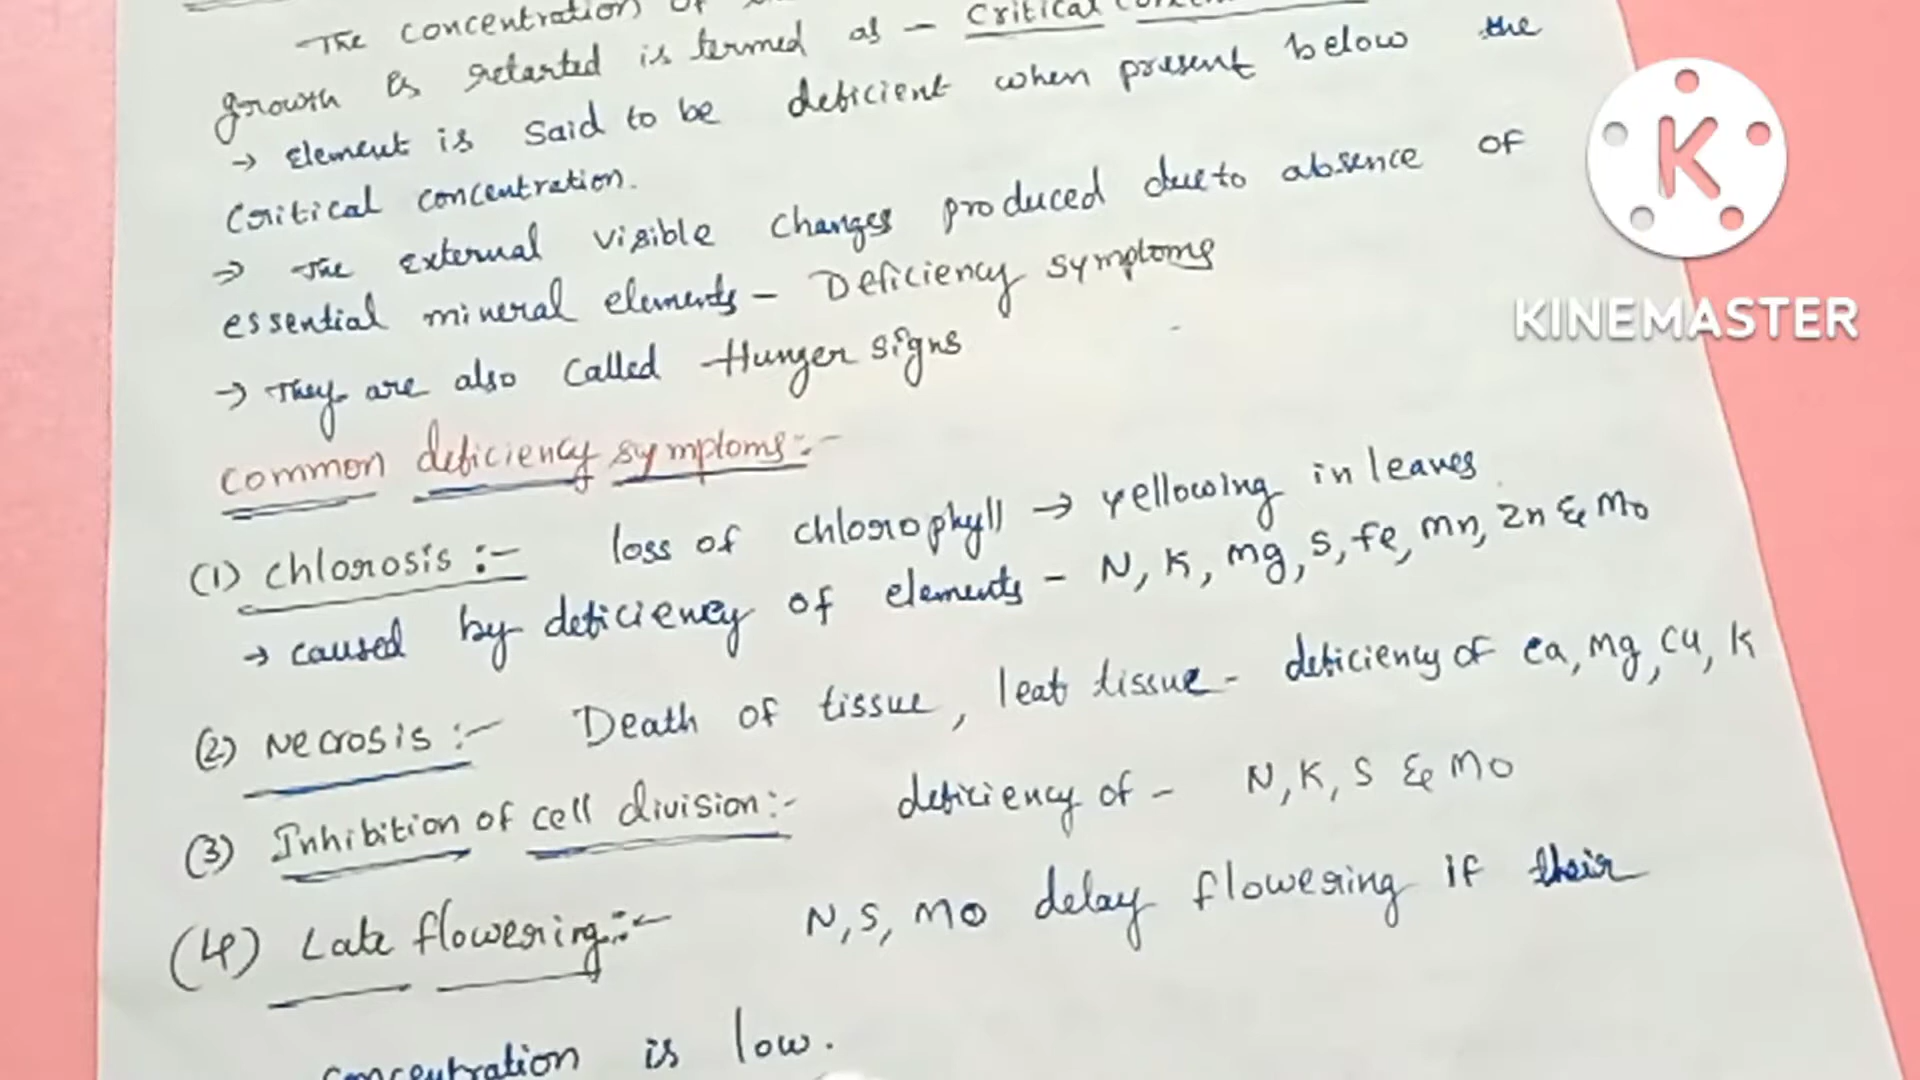 The concentration of
growth is retarted is termed as - Critical
→ Element is said to be deficient when present below the
Critical concentration.
→ The external visible changes produced due to absence of
essential mineral elements - Deficiency symptoms
→ They are also called Hunger signs
Common deficiency symptoms:-
(1) chlorosis :- loss of chlorophyll → yellowing in leaves
→ caused by deficiency of elements - N, K, Mg, S, Fe, Mn, Zn & Mo
(2) Necrosis :- Death of tissue, leaf tissue - deficiency of Ca, Mg, Cu, K
(3) Inhibition of cell division:- deficiency of - N, K, S & Mo
(4) Late flowering:- N, S, Mo delay flowering if their
concentration is low.
K
KINEMASTER